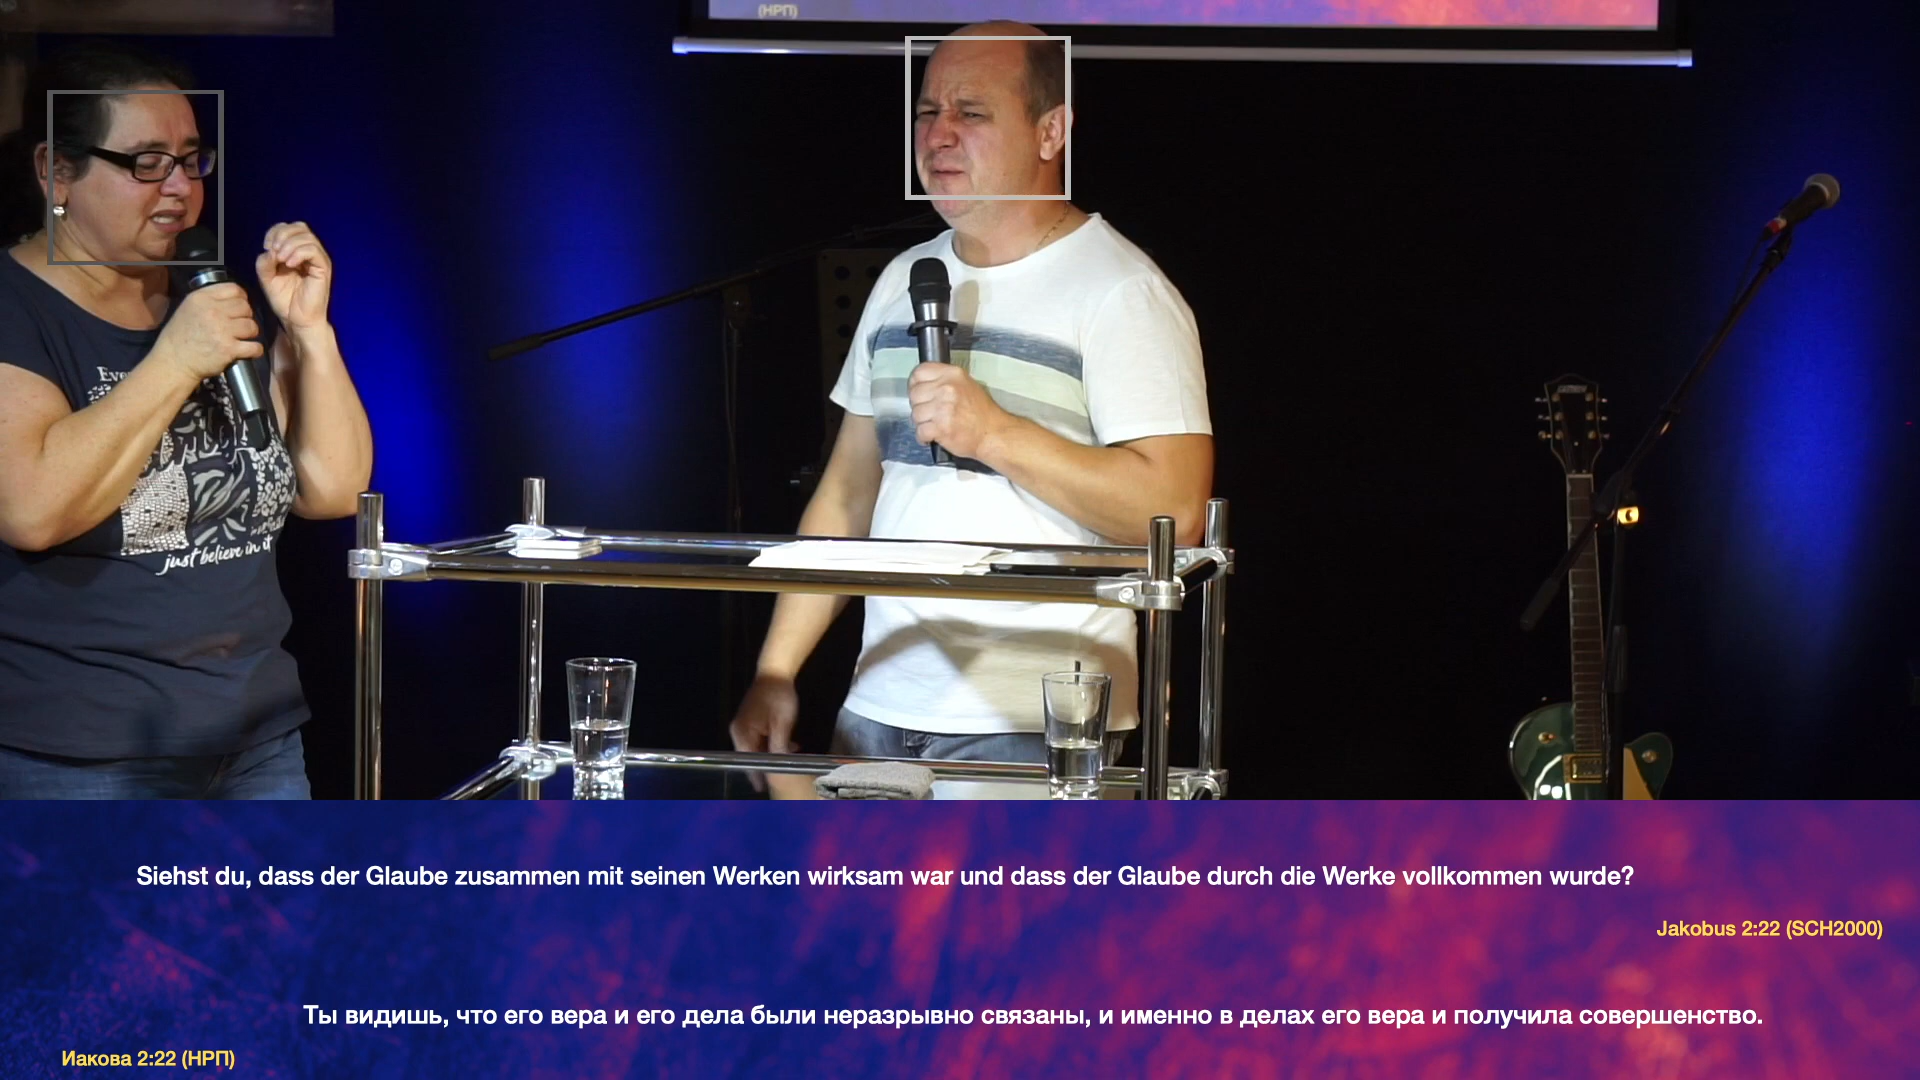 (НРП)
just believe in it
Siehst du, dass der Glaube zusammen mit seinen Werken wirksam war und dass der Glaube durch die Werke vollkommen wurde?
Jakobus 2:22 (SCH2000)
Ты видишь, что его вера и его дела были неразрывно связаны, и именно в делах его вера и получила совершенство.
Иакова 2:22 (НРП)